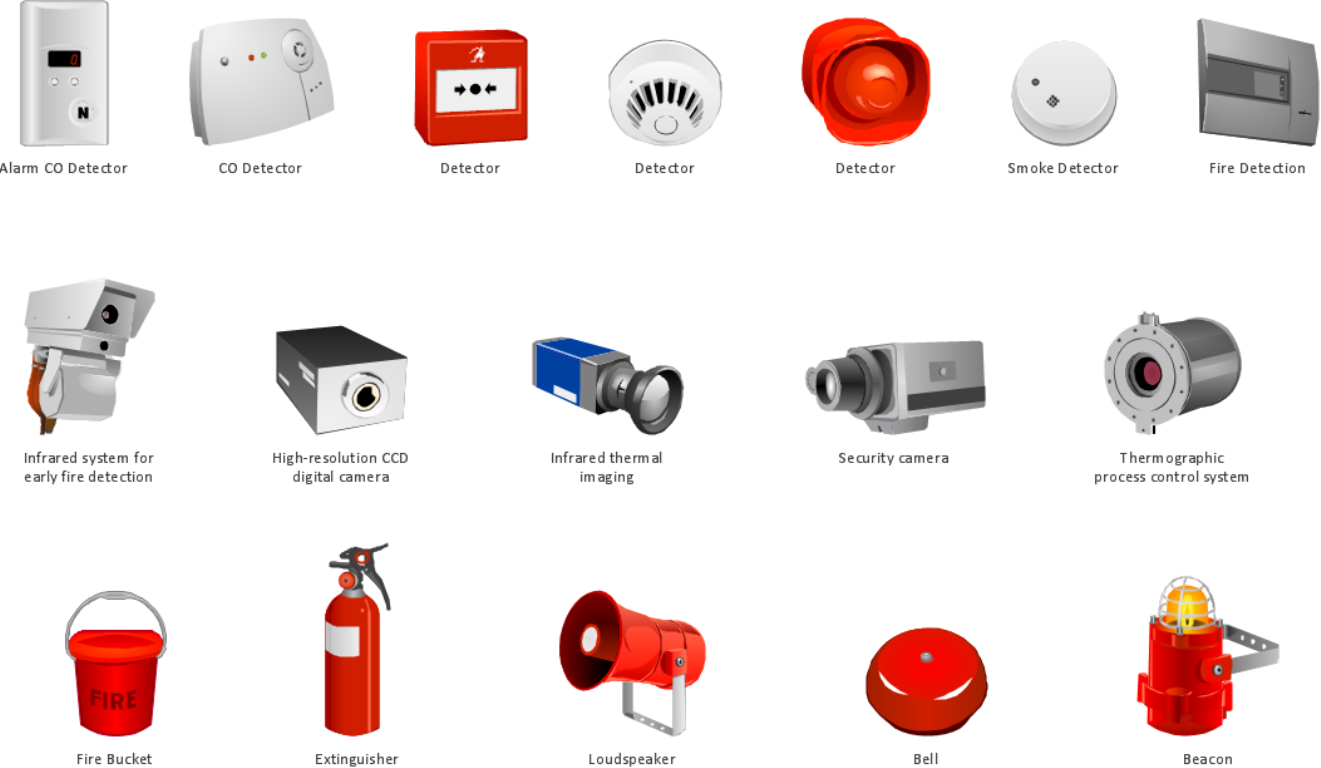 0
N
Alarm CO Detector
CO Detector
Detector
Detector
Detector
Smoke Detector
Fire Detection
Infrared system for
early fire detection
High-resolution CCD
digital camera
Infrared thermal
imaging
Security camera
Thermographic
process control system
FIRE
Fire Bucket
Extinguisher
Loudspeaker
Bell
Beacon